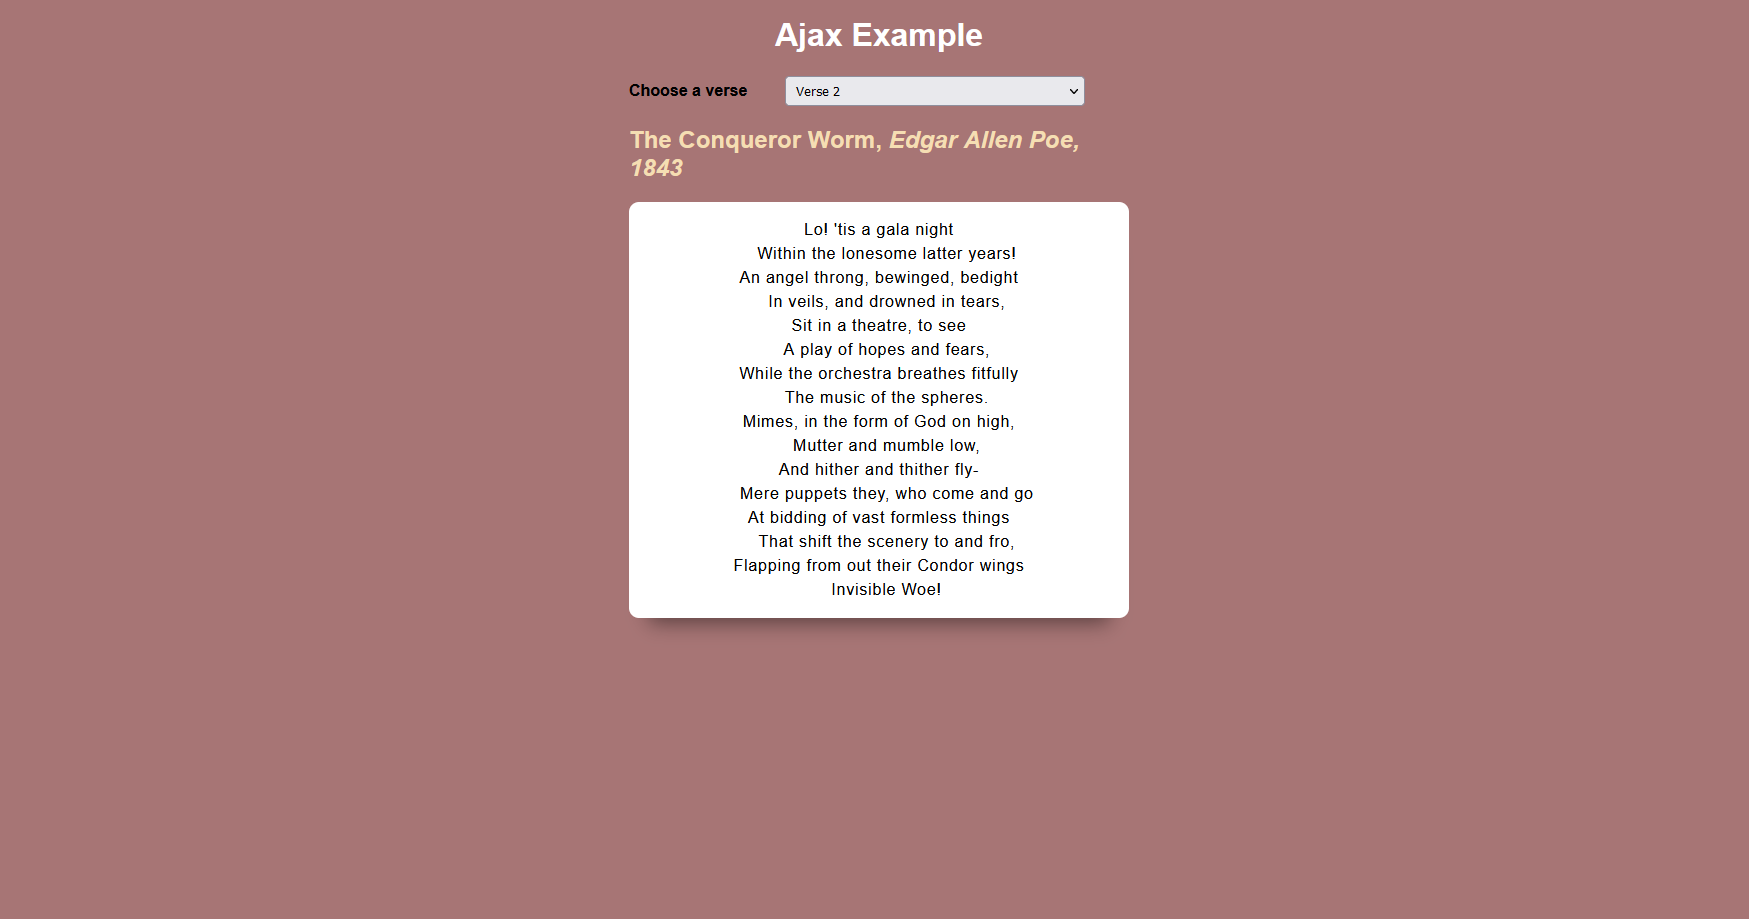 Ajax Example
Choose a verse
Verse 2
The Conqueror Worm, Edgar Allen Poe,
1843
Lo! 'tis a gala night
Within the lonesome latter years!
An angel throng, bewinged, bedight
In veils, and drowned in tears,
Sit in a theatre, to see
A play of hopes and fears,
While the orchestra breathes fitfully
The music of the spheres.
Mimes, in the form of God on high,
Mutter and mumble low,
And hither and thither fly-
Mere puppets they, who come and go
At bidding of vast formless things
That shift the scenery to and fro,
Flapping from out their Condor wings
Invisible Woe!